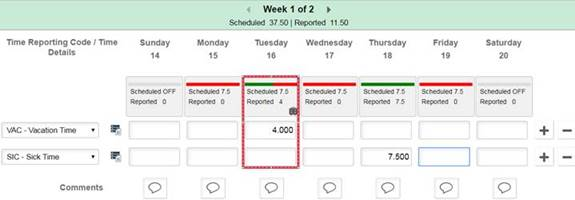 Week 1 of 2
Scheduled 37.50 | Reported 11.50
Time Reporting Code / Time Details
Sunday 14
Monday 15
Tuesday 16
Wednesday 17
Thursday 18
Friday 19
Saturday 20
Scheduled OFF
Reported 0
Scheduled 7.5
Reported 0
Scheduled 7.5
Reported 4
Scheduled 7.5
Reported 0
Scheduled 7.5
Reported 7.5
Scheduled 7.5
Reported 0
Scheduled OFF
Reported 0
VAC - Vacation Time 4.000
SIC - Sick Time 7.500
Comments